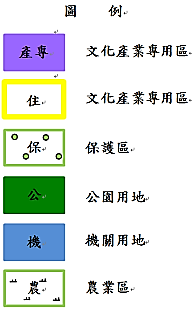 圖 例
產專 文化產業專用區
住 文化產業專用區
保 保護區
公 公園用地
機 機關用地
農 農業區